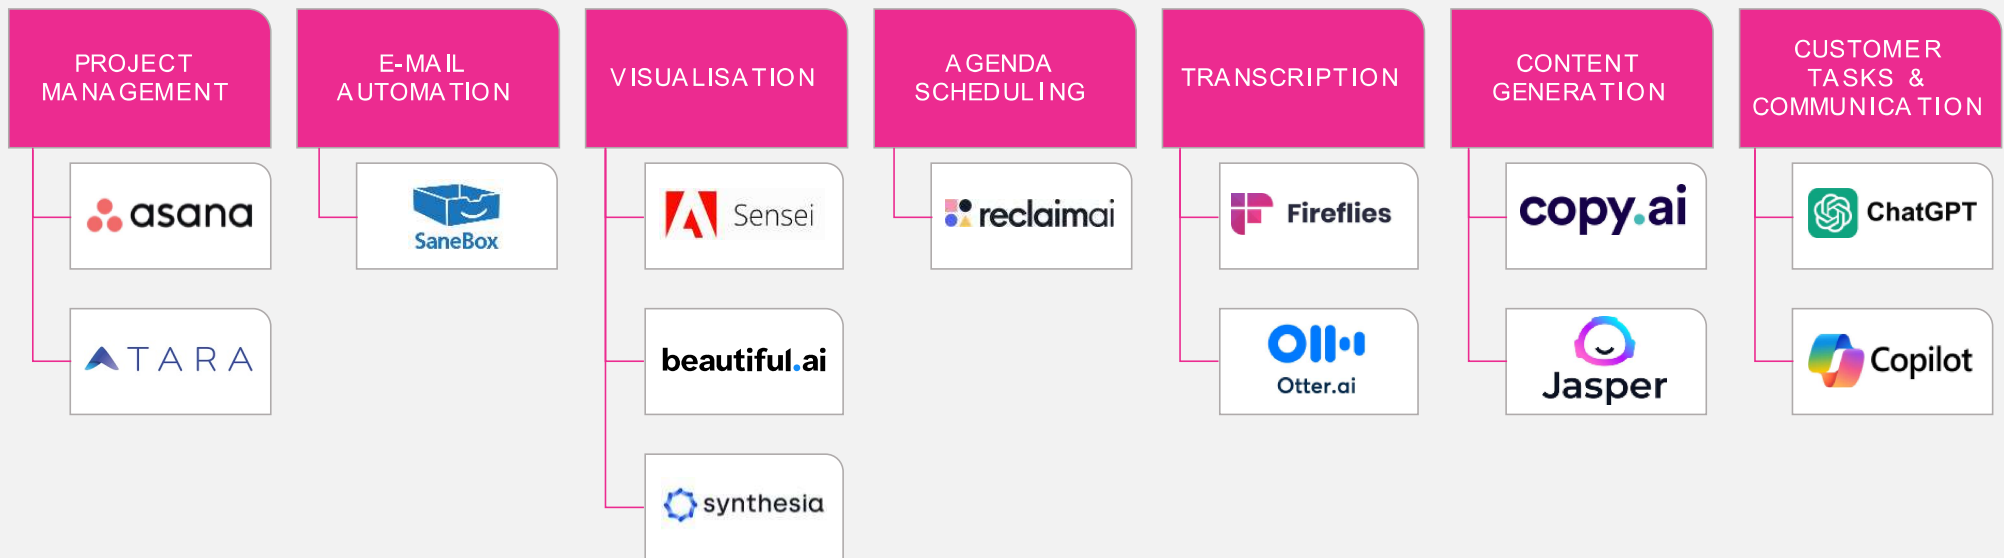 PROJECT
MANAGEMENT
asana
TARA
E-MAIL
AUTOMATION
SaneBox
VISUALISATION
Sensei
beautiful.ai
synthesia
AGENDA
SCHEDULING
reclaimai
TRANSCRIPTION
Fireflies
Otter.ai
CONTENT
GENERATION
copy.ai
Jasper
CUSTOMER
TASKS &
COMMUNICATION
ChatGPT
Copilot